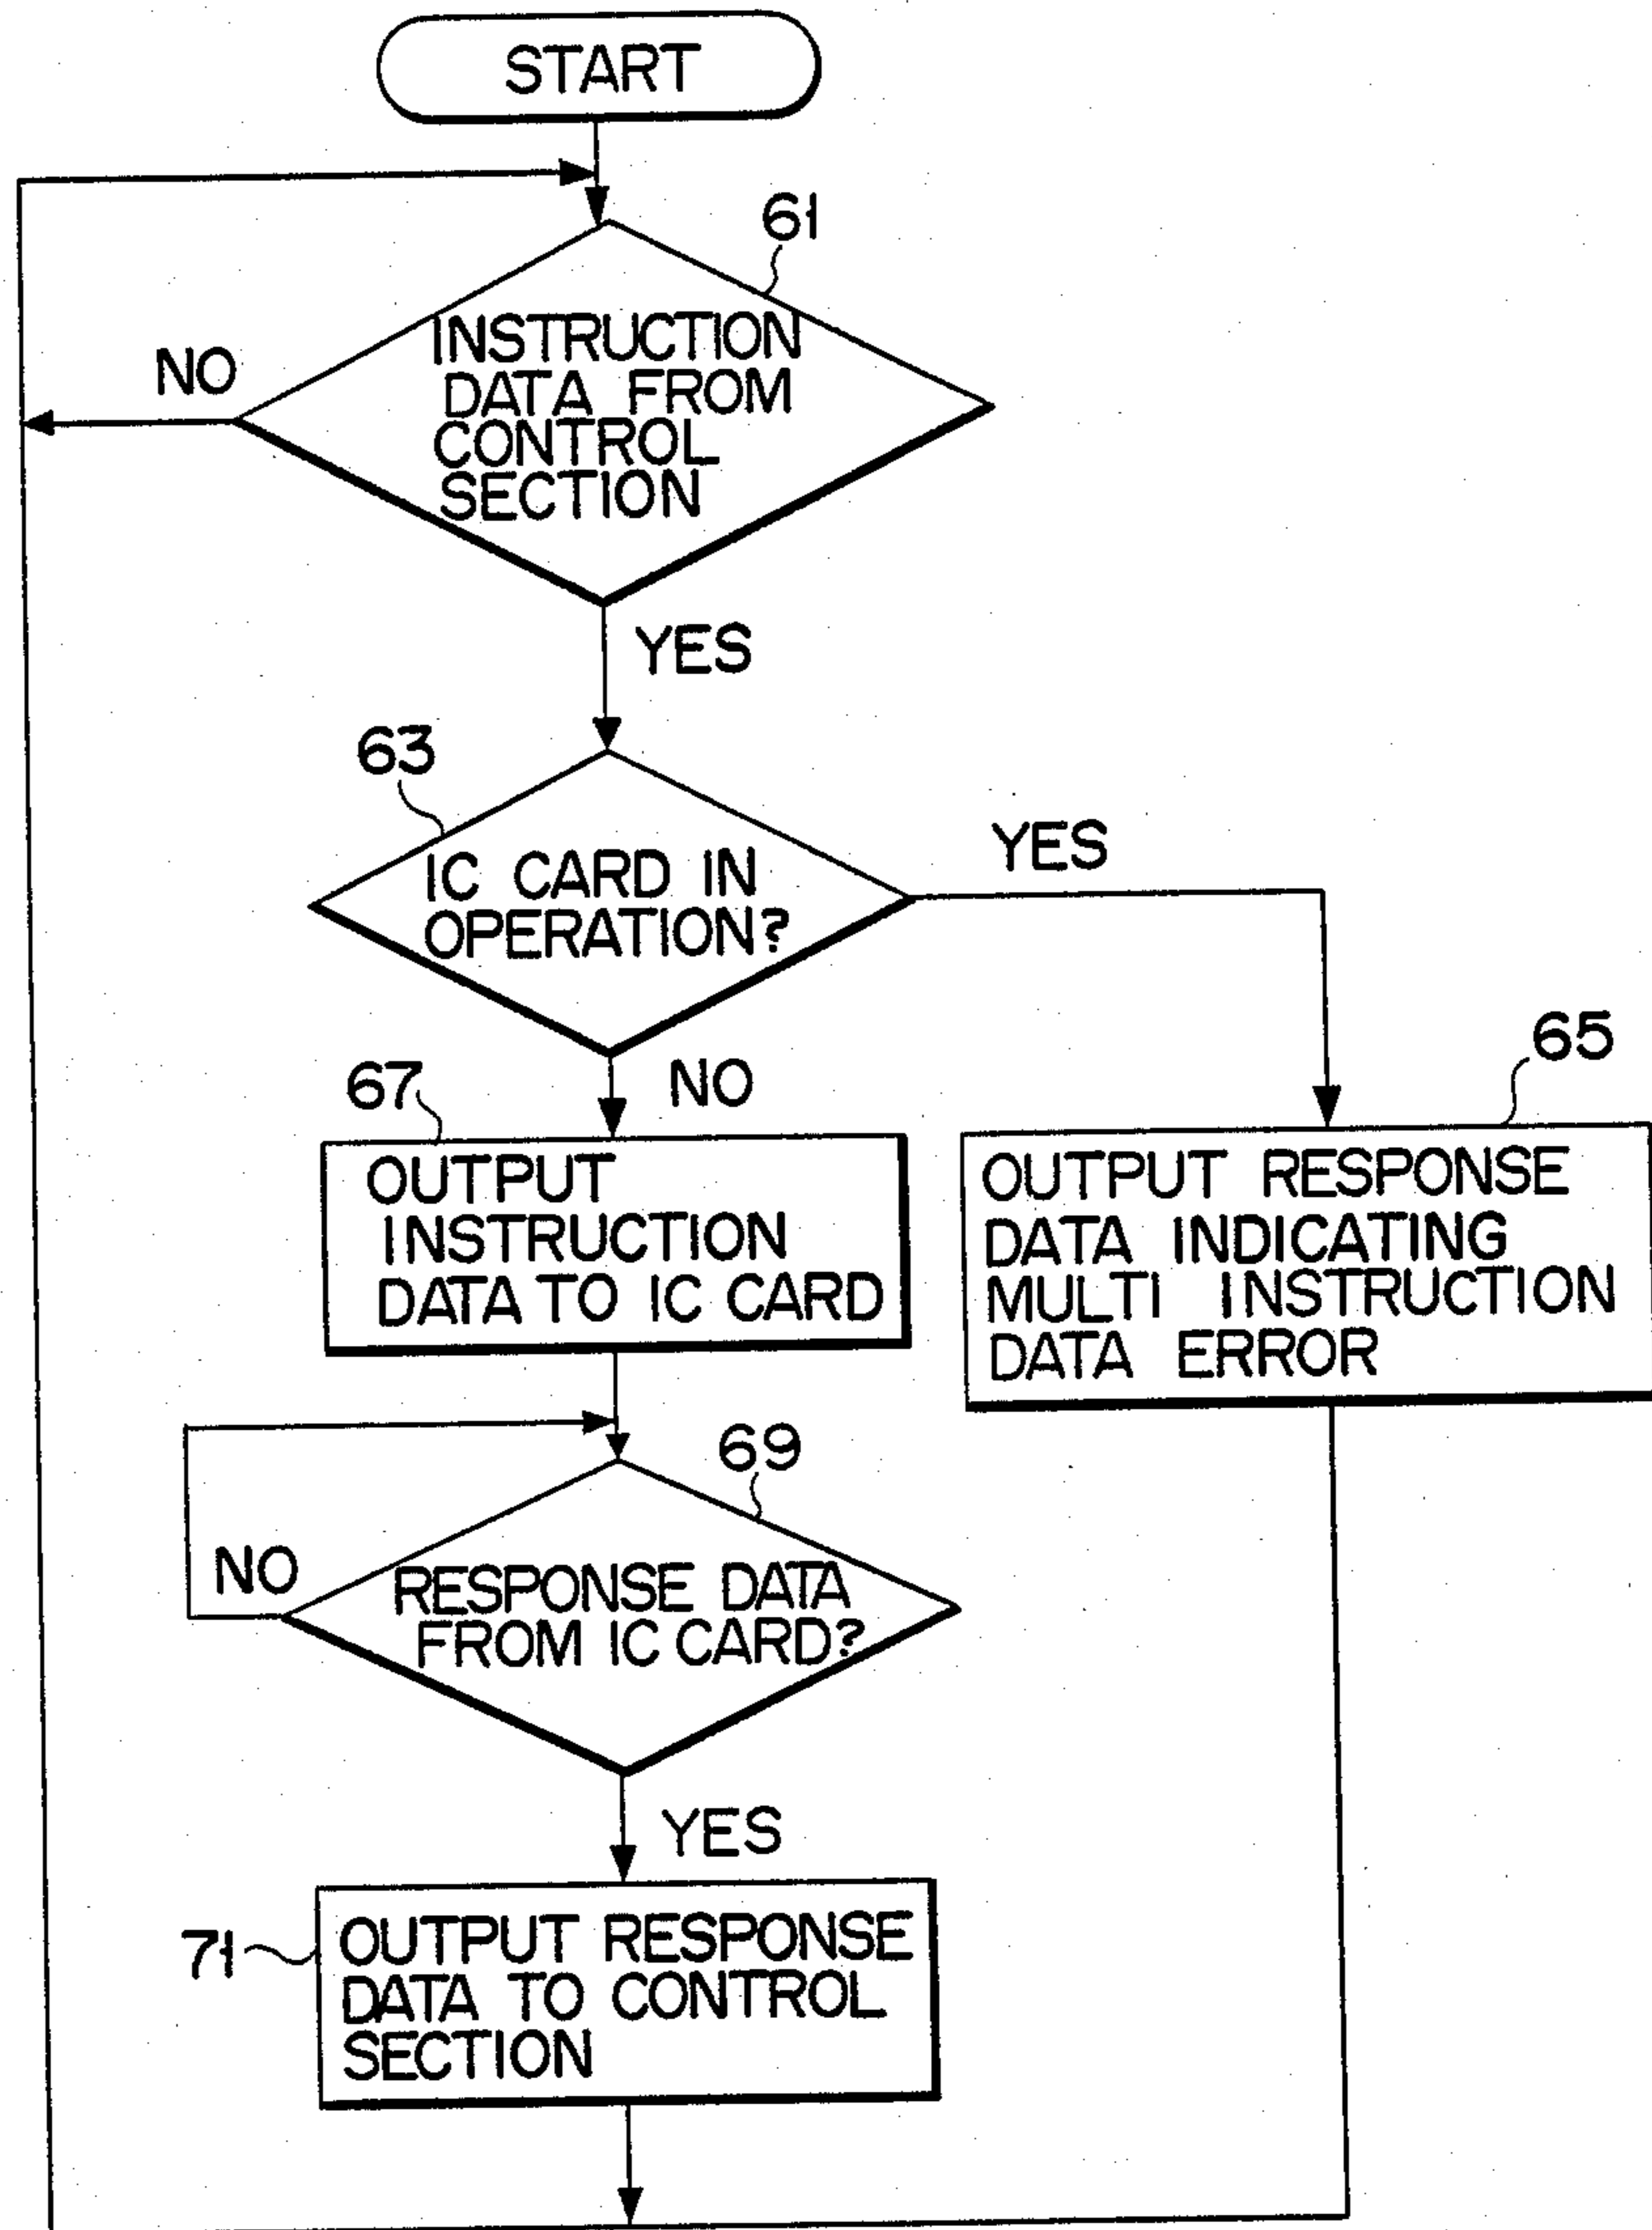 START
61
INSTRUCTION
DATA FROM
CONTROL
SECTION
NO
YES
63
IC CARD IN
OPERATION?
YES
NO
65
OUTPUT RESPONSE
DATA INDICATING
MULTI INSTRUCTION
DATA ERROR
67
OUTPUT
INSTRUCTION
DATA TO IC CARD
69
RESPONSE DATA
FROM IC CARD?
NO
YES
71
OUTPUT RESPONSE
DATA TO CONTROL
SECTION